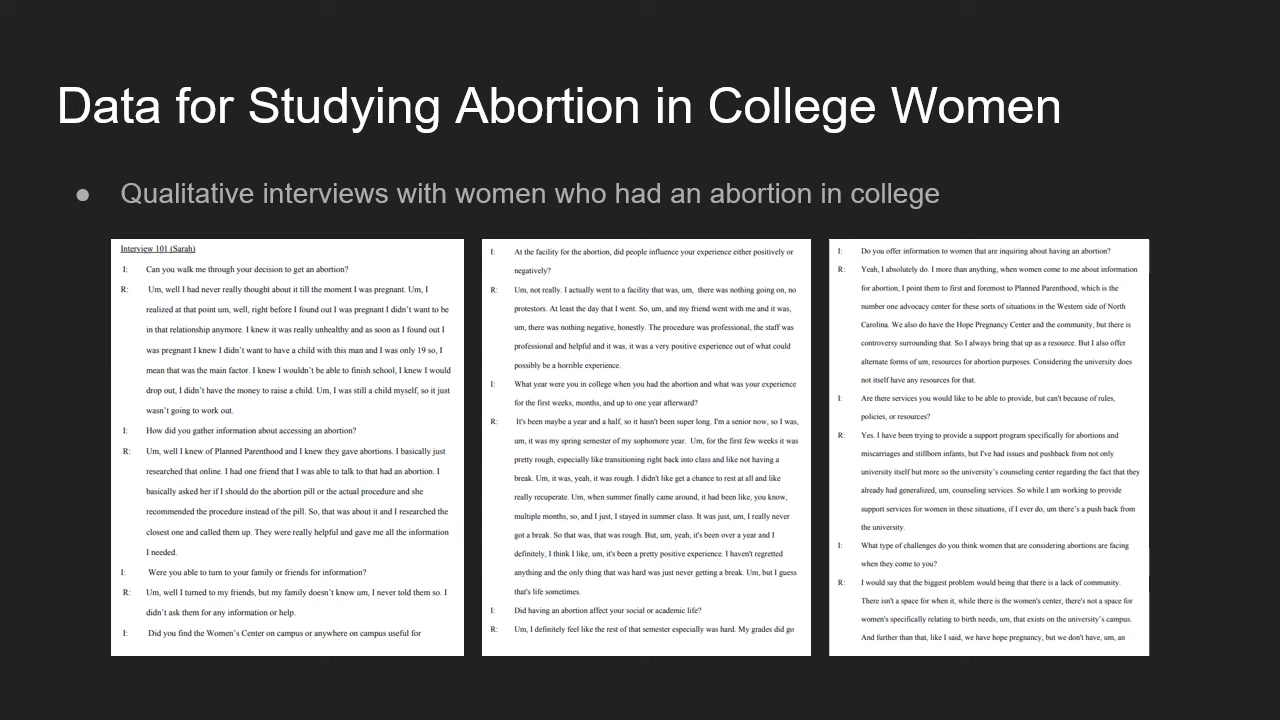 Data for Studying Abortion in College Women
● Qualitative interviews with women who had an abortion in college
Interview 101 (Sarah)
I: Can you walk me through your decision to get an abortion?
R: Um, well I had never really thought about it till the moment I was pregnant. Um, I
realized at that point um, well, right before I found out I was pregnant I didn't want to be
in that relationship anymore. I knew it was really unhealthy and as soon as I found out I
was pregnant I knew I didn't want to have a child with this man and I was only 19 so, I
mean that was the main factor. I knew I wouldn't be able to finish school, I knew I would
drop out, I didn't have the money to raise a child. Um, I was still a child myself, so it just
wasn't going to work out.
I: How did you gather information about accessing an abortion?
R: Um, well I knew of Planned Parenthood and I knew they gave abortions. I basically just
researched that online. I had one friend that I was able to talk to that had an abortion. I
basically asked her if I should do the abortion pill or the actual procedure and she
recommended the procedure instead of the pill. So, that was about it and I researched the
closest one and called them up. They were really helpful and gave me all the information
I needed.
I: Were you able to turn to your family or friends for information?
R: Um, well I turned to my friends, but my family doesn't know um, I never told them so. I
didn't ask them for any information or help.
I: Did you find the Women's Center on campus or anywhere on campus useful for
I: At the facility for the abortion, did people influence your experience either positively or
negatively?
R: Um, not really. I actually went to a facility that was, um, there was nothing going on, no
protestors. At least the day that I went. So, um, and my friend went with me and it was,
um, there was nothing negative, honestly. The procedure was professional, the staff was
professional and helpful and it was, it was a very positive experience out of what could
possibly be a horrible experience.
I: What year were you in college when you had the abortion and what was your experience
for the first weeks, months, and up to one year afterward?
R: It's been maybe a year and a half, so it hasn't been super long. I'm a senior now, so I was,
um, it was my spring semester of my sophomore year. Um, for the first few weeks it was
pretty rough, especially like transitioning right back into class and like not having a
break. Um, it was, yeah, it was rough. I didn't like get a chance to rest at all and like
really recuperate. Um, when summer finally came around, it had been like, you know,
multiple months, so, and I just, I stayed in summer class. It was just, um, I really never
got a break. So that was, that was rough. But, um, yeah, it's been over a year and I
definitely, I think I like, um, it's been a pretty positive experience. I haven't regretted
anything and the only thing that was hard was just never getting a break. Um, but I guess
that's life sometimes.
I: Did having an abortion affect your social or academic life?
R: Um, I definitely feel like the rest of that semester especially was hard. My grades did go
I: Do you offer information to women that are inquiring about having an abortion?
R: Yeah, I absolutely do. I more than anything, when women come to me about information
for abortion, I point them to first and foremost to Planned Parenthood, which is the
number one advocacy center for these sorts of situations in the Western side of North
Carolina. We also do have the Hope Pregnancy Center and the community, but there is
controversy surrounding that. So I always bring that up as a resource. But I also offer
alternate forms of um, resources for abortion purposes. Considering the university does
not itself have any resources for that.
I: Are there services you would like to be able to provide, but can't because of rules,
policies, or resources?
R: Yes. I have been trying to provide a support program specifically for abortions and
miscarriages and stillborn infants, but I've had issues and pushback from not only
university itself but more so the university's counseling center regarding the fact that they
already had generalized, um, counseling services. So while I am working to provide
support services for women in these situations, if I ever do, um there's a push back from
the university.
I: What type of challenges do you think women that are considering abortions are facing
when they come to you?
R: I would say that the biggest problem would being that there is a lack of community.
There isn't a space for when it, while there is the women's center, there's not a space for
women's specifically relating to birth needs, um, that exists on the university's campus.
And further than that, like I said, we have hope pregnancy, but we don't have, um, an